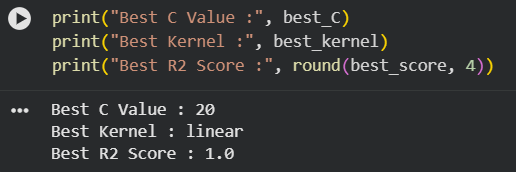 print("Best C Value :", best_C)
print("Best Kernel :", best_kernel)
print("Best R2 Score :", round(best_score, 4))
Best C Value : 20
Best Kernel : linear
Best R2 Score : 1.0